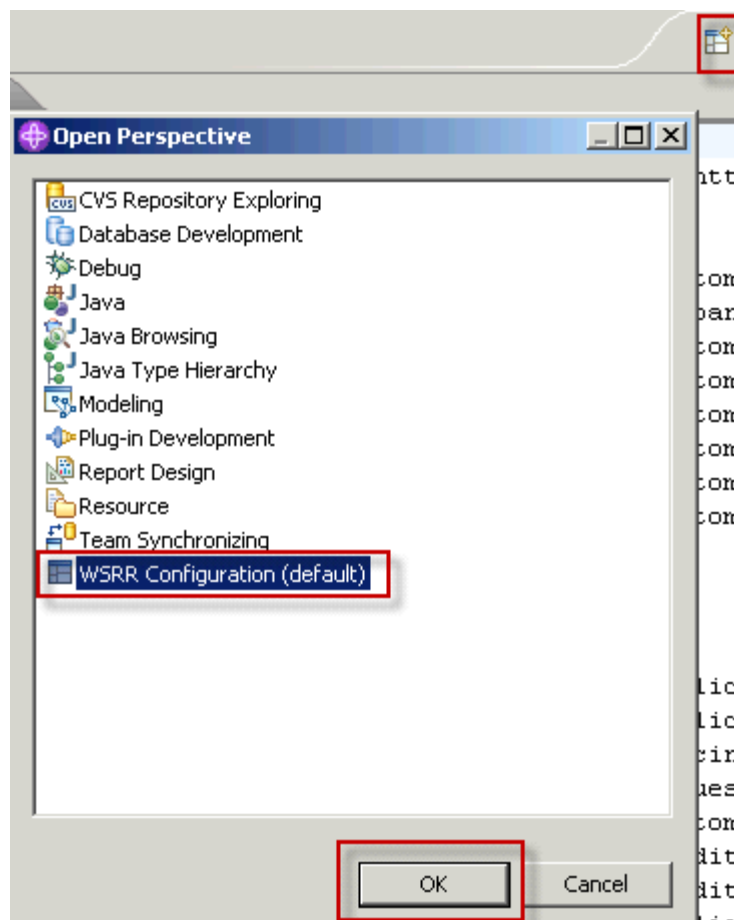 Open Perspective
CVS Repository Exploring
Database Development
Debug
Java
Java Browsing
Java Type Hierarchy
Modeling
Plug-in Development
Report Design
Resource
Team Synchronizing
WSRR Configuration (default)
OK
Cancel